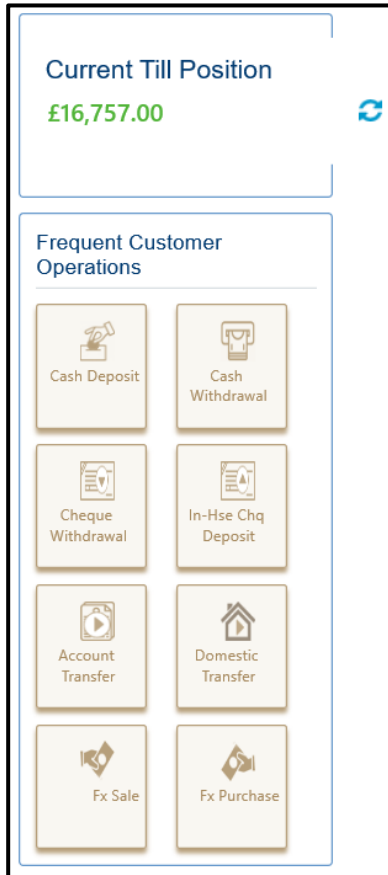 Current Till Position
£16,757.00
Frequent Customer
Operations
Cash Deposit
Cash
Withdrawal
Cheque
Withdrawal
In-Hse Chq
Deposit
Account
Transfer
Domestic
Transfer
Fx Sale
Fx Purchase